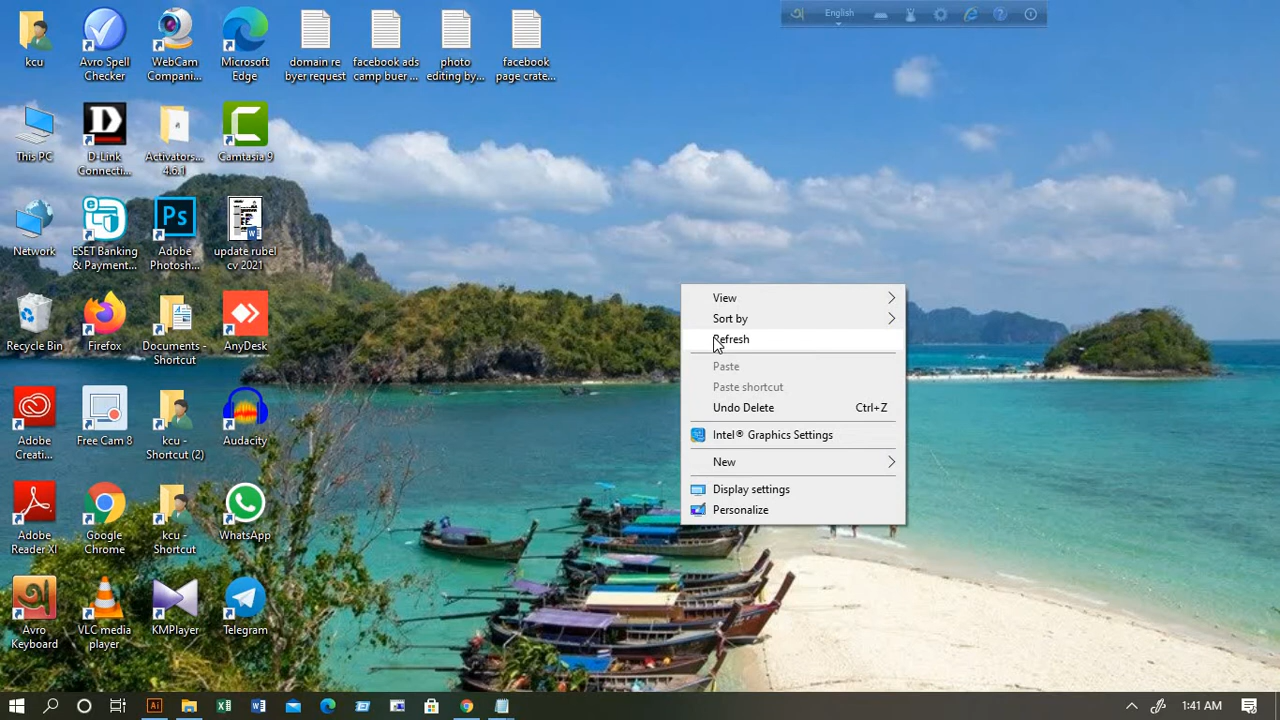 English
kcu
Avro Spell
Checker
WebCam
Compani...
Microsoft
Edge
domain re
byer request
facebook ads
camp buer ...
photo
editing by...
facebook
page crate...
This PC
D-Link
Connecti...
Activators...
4.6.1
Camtasia 9
Network
ESET Banking
& Payment...
Adobe
Photosh...
update rubel
cv 2021
Recycle Bin
Firefox
Documents -
Shortcut
AnyDesk
Adobe
Creati...
Free Cam 8
kcu -
Shortcut (2)
Audacity
Adobe
Reader XI
Google
Chrome
kcu -
Shortcut
WhatsApp
Avro
Keyboard
VLC media
player
KMPlayer
Telegram
View
Sort by
Refresh
Paste
Paste shortcut
Undo Delete Ctrl+Z
Intel® Graphics Settings
New
Display settings
Personalize
1:41 AM